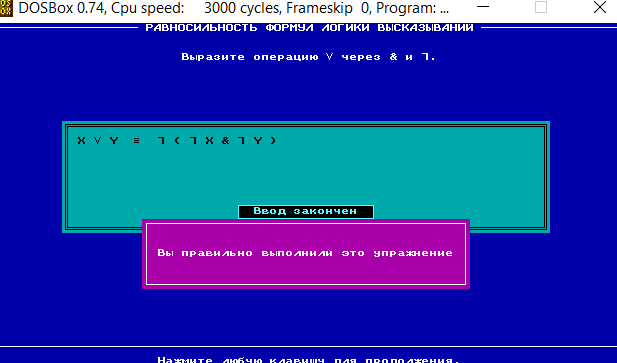 DOSBox 0.74, Cpu speed: 3000 cycles, Frameskip 0, Program: ...
РАВНОСИЛЬНОСТЬ ФОРМУЛ ЛОГИКИ ВЫСКАЗЫВАНИЙ
Выразите операцию ∨ через & и ㄱ.
X ∨ Y ≡ ㄱ ( ㄱ X & ㄱ Y )
Ввод закончен
Вы правильно выполнили это упражнение
Нажмите любую клавишу для продолжения.